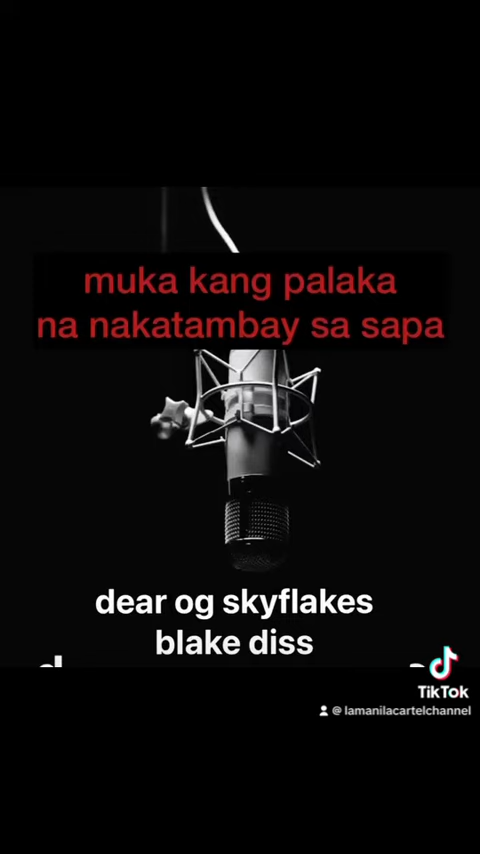 muka kang palaka
na nakatambay sa sapa
dear og skyflakes
blake diss
TikTok
@ lamanilacartelchannel